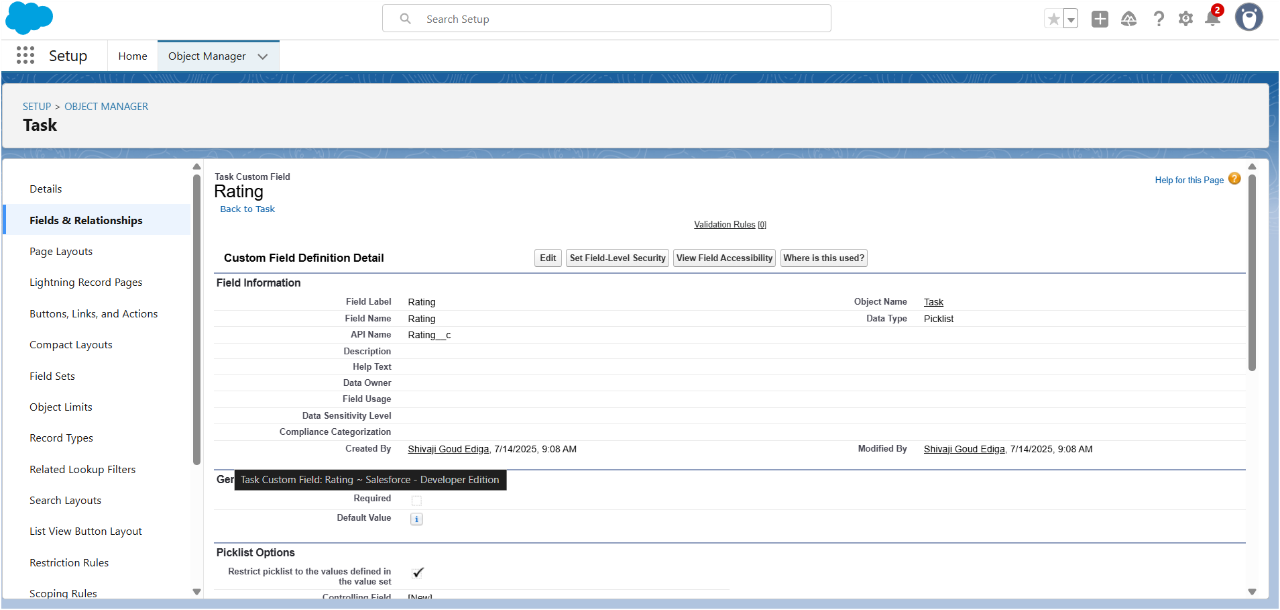 Search Setup
2
Setup
Home
Object Manager
SETUP > OBJECT MANAGER
Task
Details
Fields & Relationships
Page Layouts
Lightning Record Pages
Buttons, Links, and Actions
Compact Layouts
Field Sets
Object Limits
Record Types
Related Lookup Filters
Search Layouts
List View Button Layout
Restriction Rules
Scoping Rules
Task Custom Field
Rating
Back to Task
Help for this Page ?
Validation Rules [0]
Custom Field Definition Detail
Edit
Set Field-Level Security
View Field Accessibility
Where is this used?
Field Information
Field Label Rating Object Name Task
Field Name Rating Data Type Picklist
API Name Rating__c
Description
Help Text
Data Owner
Field Usage
Data Sensitivity Level
Compliance Categorization
Created By Shivaji Goud Ediga, 7/14/2025, 9:08 AM Modified By Shivaji Goud Ediga, 7/14/2025, 9:08 AM
Ger
Task Custom Field: Rating ~ Salesforce - Developer Edition
Required
Default Value i
Picklist Options
Restrict picklist to the values defined in
the value set
Controlling Field [New]